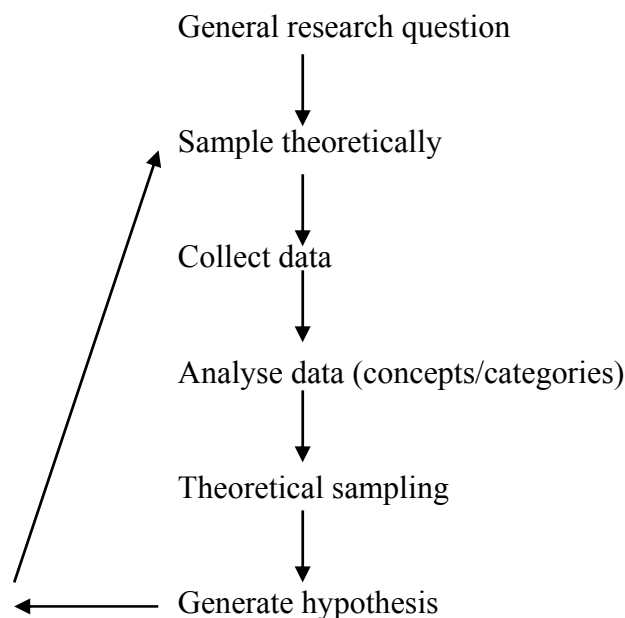 General research question
Sample theoretically
Collect data
Analyse data (concepts/categories)
Theoretical sampling
Generate hypothesis